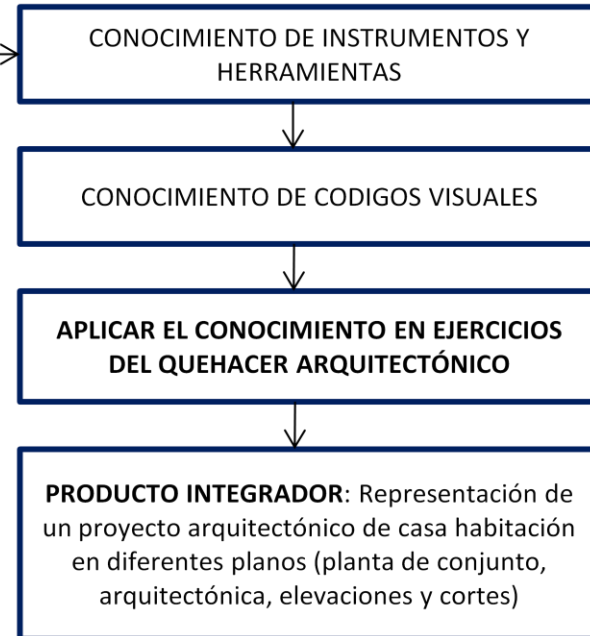 CONOCIMIENTO DE INSTRUMENTOS Y
HERRAMIENTAS
CONOCIMIENTO DE CODIGOS VISUALES
APLICAR EL CONOCIMIENTO EN EJERCICIOS
DEL QUEHACER ARQUITECTÓNICO
PRODUCTO INTEGRADOR: Representación de
un proyecto arquitectónico de casa habitación
en diferentes planos (planta de conjunto,
arquitectónica, elevaciones y cortes)